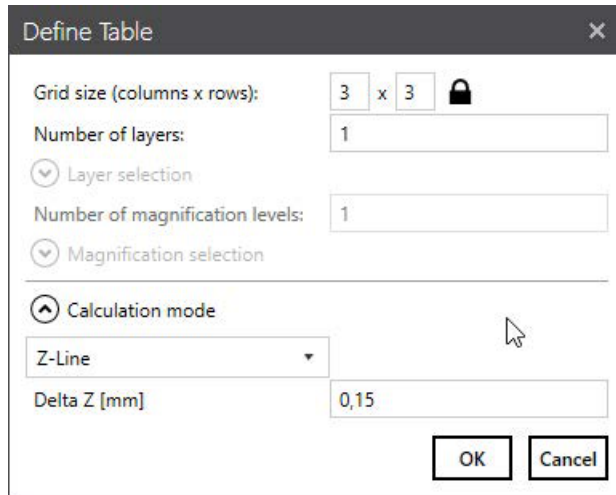 Define Table
Grid size (columns x rows): 3 x 3
Number of layers: 1
Layer selection
Number of magnification levels: 1
Magnification selection
Calculation mode
Z-Line
Delta Z [mm] 0,15
OK Cancel